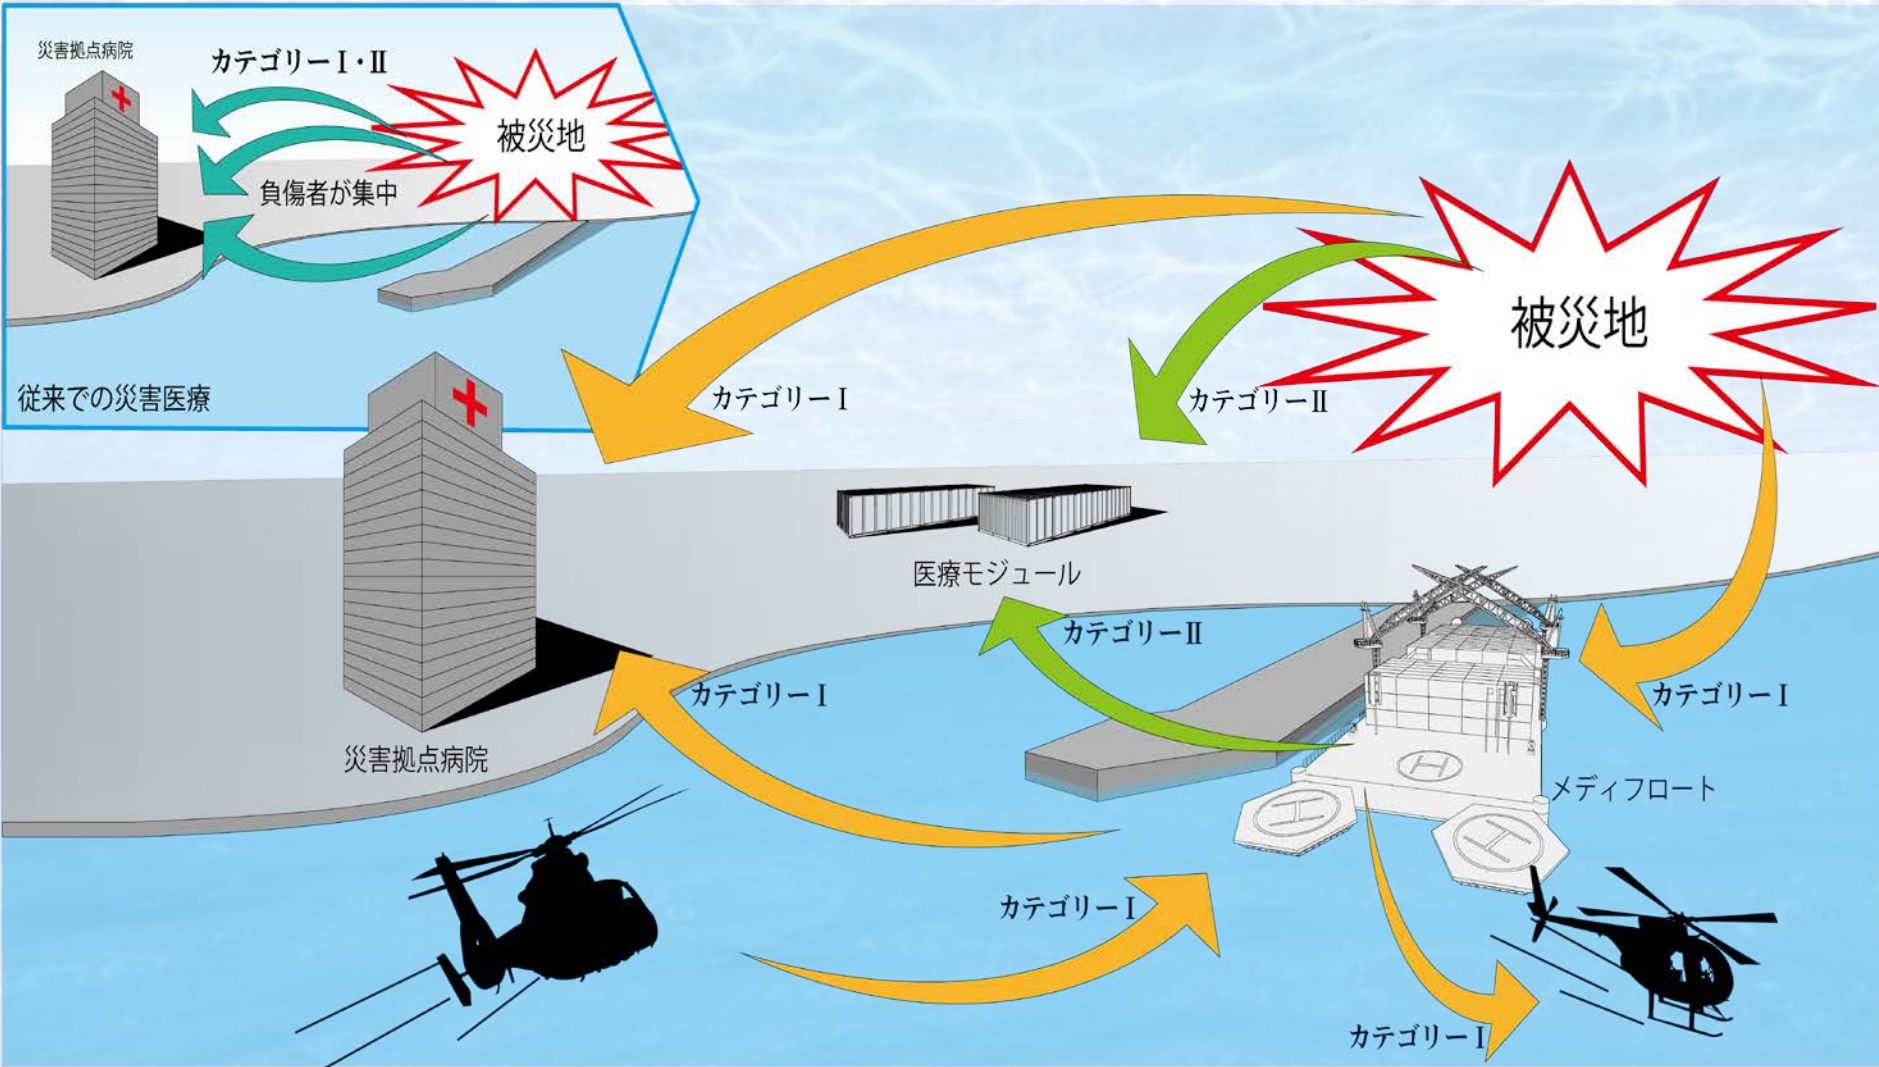 災害拠点病院
カテゴリーⅠ・Ⅱ
被災地
負傷者が集中
従来での災害医療
被災地
カテゴリーⅠ
カテゴリーⅡ
医療モジュール
カテゴリーⅡ
カテゴリーⅠ
カテゴリーⅠ
災害拠点病院
メディフロート
H
H
H
カテゴリーⅠ
カテゴリーⅠ